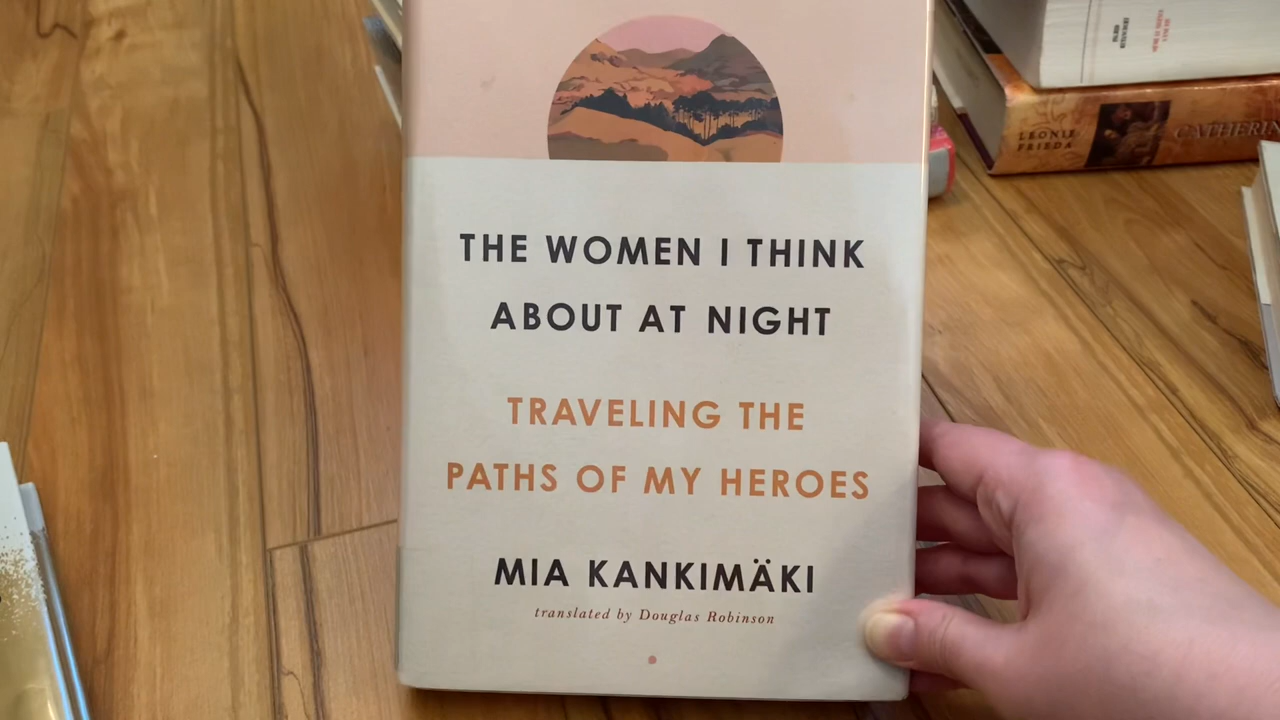 THE WOMEN I THINK
ABOUT AT NIGHT
TRAVELING THE
PATHS OF MY HEROES
MIA KANKIMÄKI
translated by Douglas Robinson
LEONIE
FRIEDA
CATHERIN